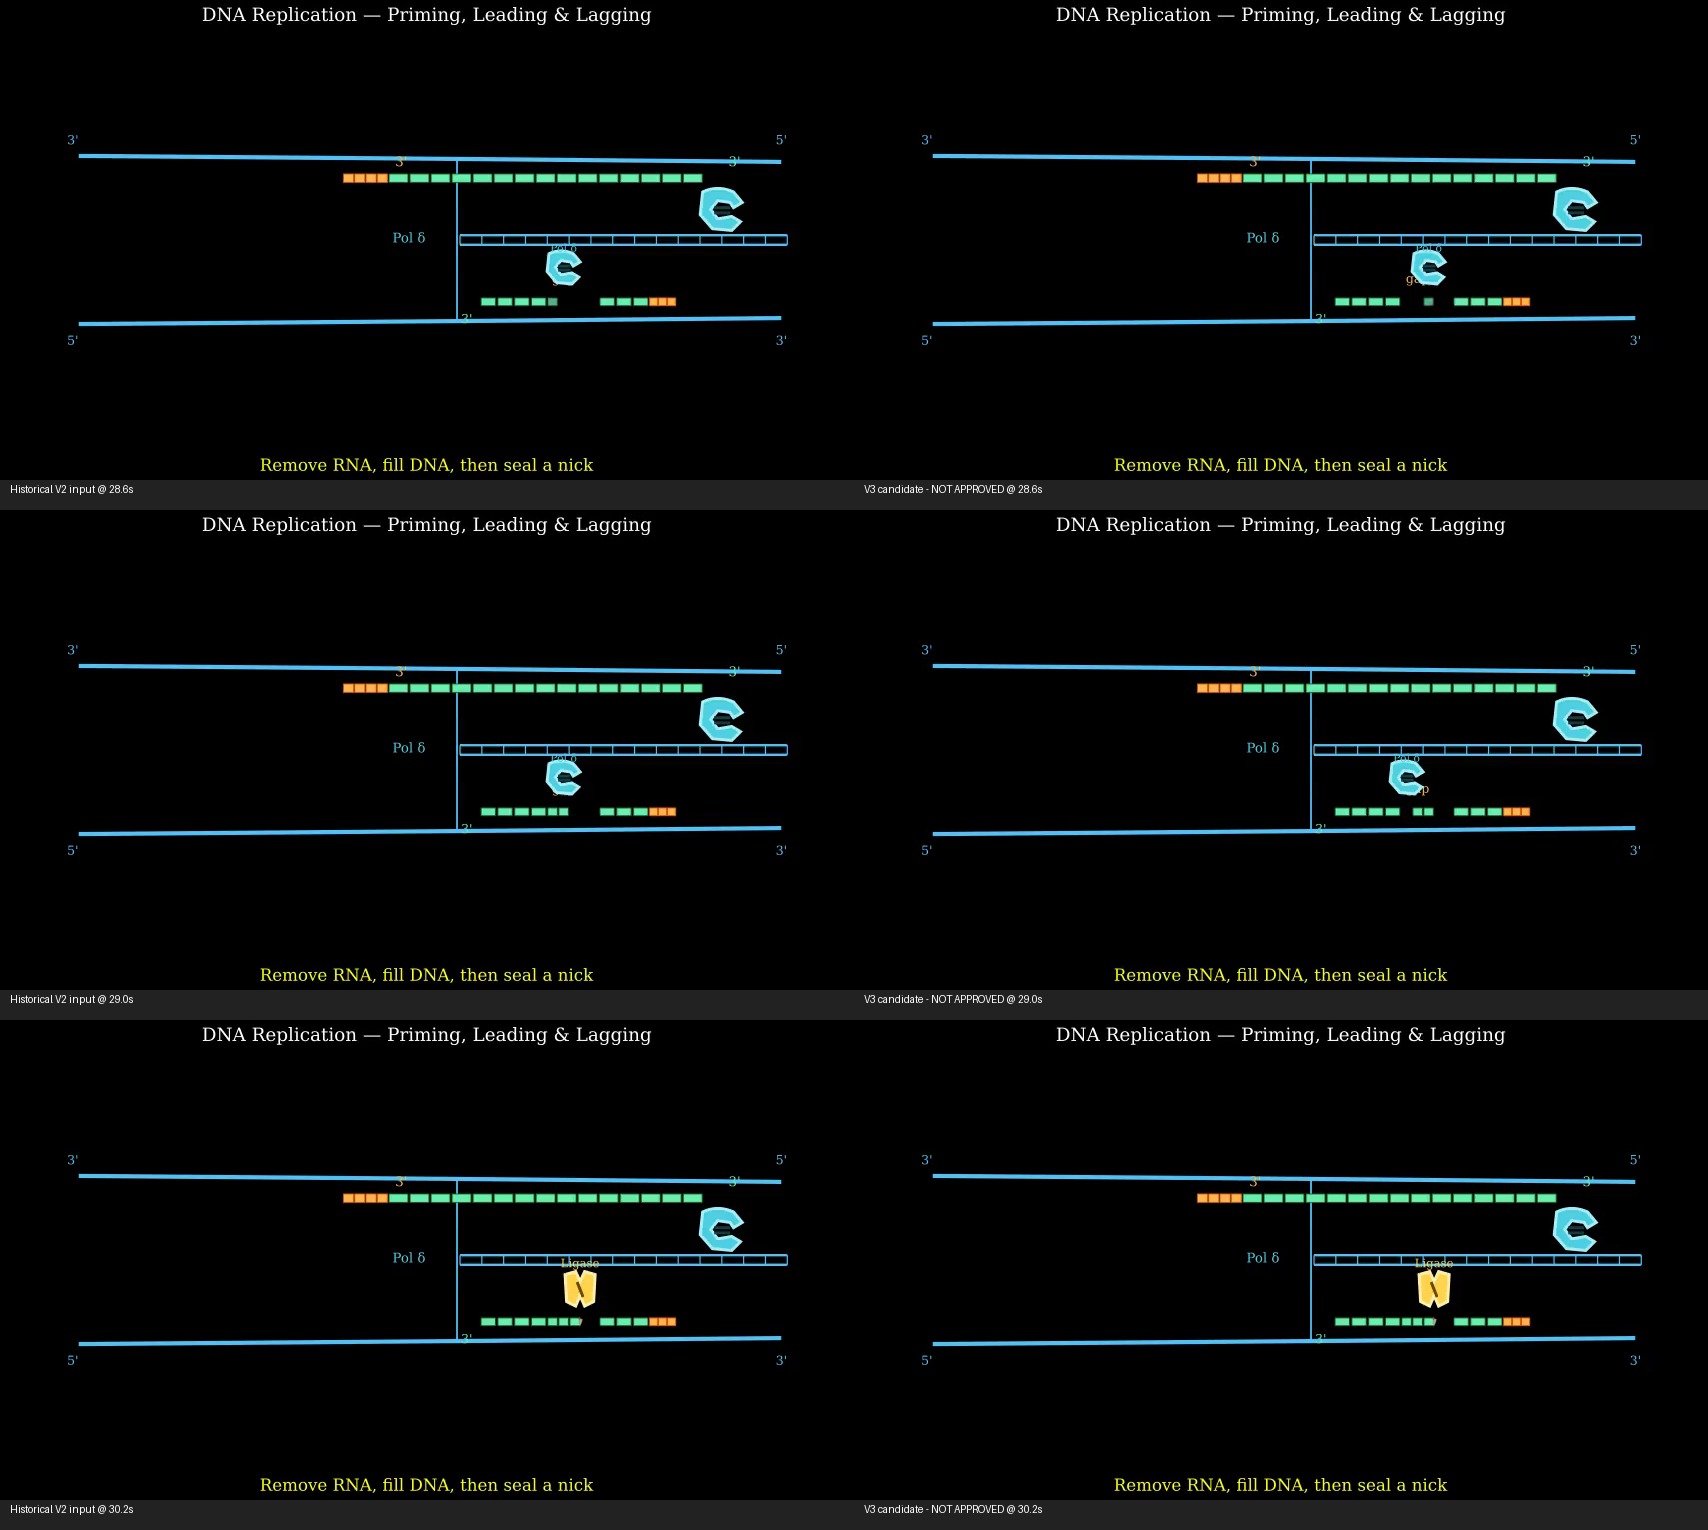 DNA Replication — Priming, Leading & Lagging
DNA Replication — Priming, Leading & Lagging
3'
5'
3'
5'
3'
3'
3'
3'
Pol δ
Pol δ
Pol δ
Pol δ
3'
3'
5'
3'
5'
3'
Remove RNA, fill DNA, then seal a nick
Remove RNA, fill DNA, then seal a nick
Historical V2 input @ 28.6s
V3 candidate - NOT APPROVED @ 28.6s
DNA Replication — Priming, Leading & Lagging
DNA Replication — Priming, Leading & Lagging
3'
5'
3'
5'
3'
3'
3'
3'
Pol δ
Pol δ
Pol δ
Pol δ
3'
3'
5'
3'
5'
3'
Remove RNA, fill DNA, then seal a nick
Remove RNA, fill DNA, then seal a nick
Historical V2 input @ 29.0s
V3 candidate - NOT APPROVED @ 29.0s
DNA Replication — Priming, Leading & Lagging
DNA Replication — Priming, Leading & Lagging
3'
5'
3'
5'
3'
3'
3'
3'
Pol δ
Pol δ
Ligase
Ligase
3'
3'
5'
3'
5'
3'
Remove RNA, fill DNA, then seal a nick
Remove RNA, fill DNA, then seal a nick
Historical V2 input @ 30.2s
V3 candidate - NOT APPROVED @ 30.2s